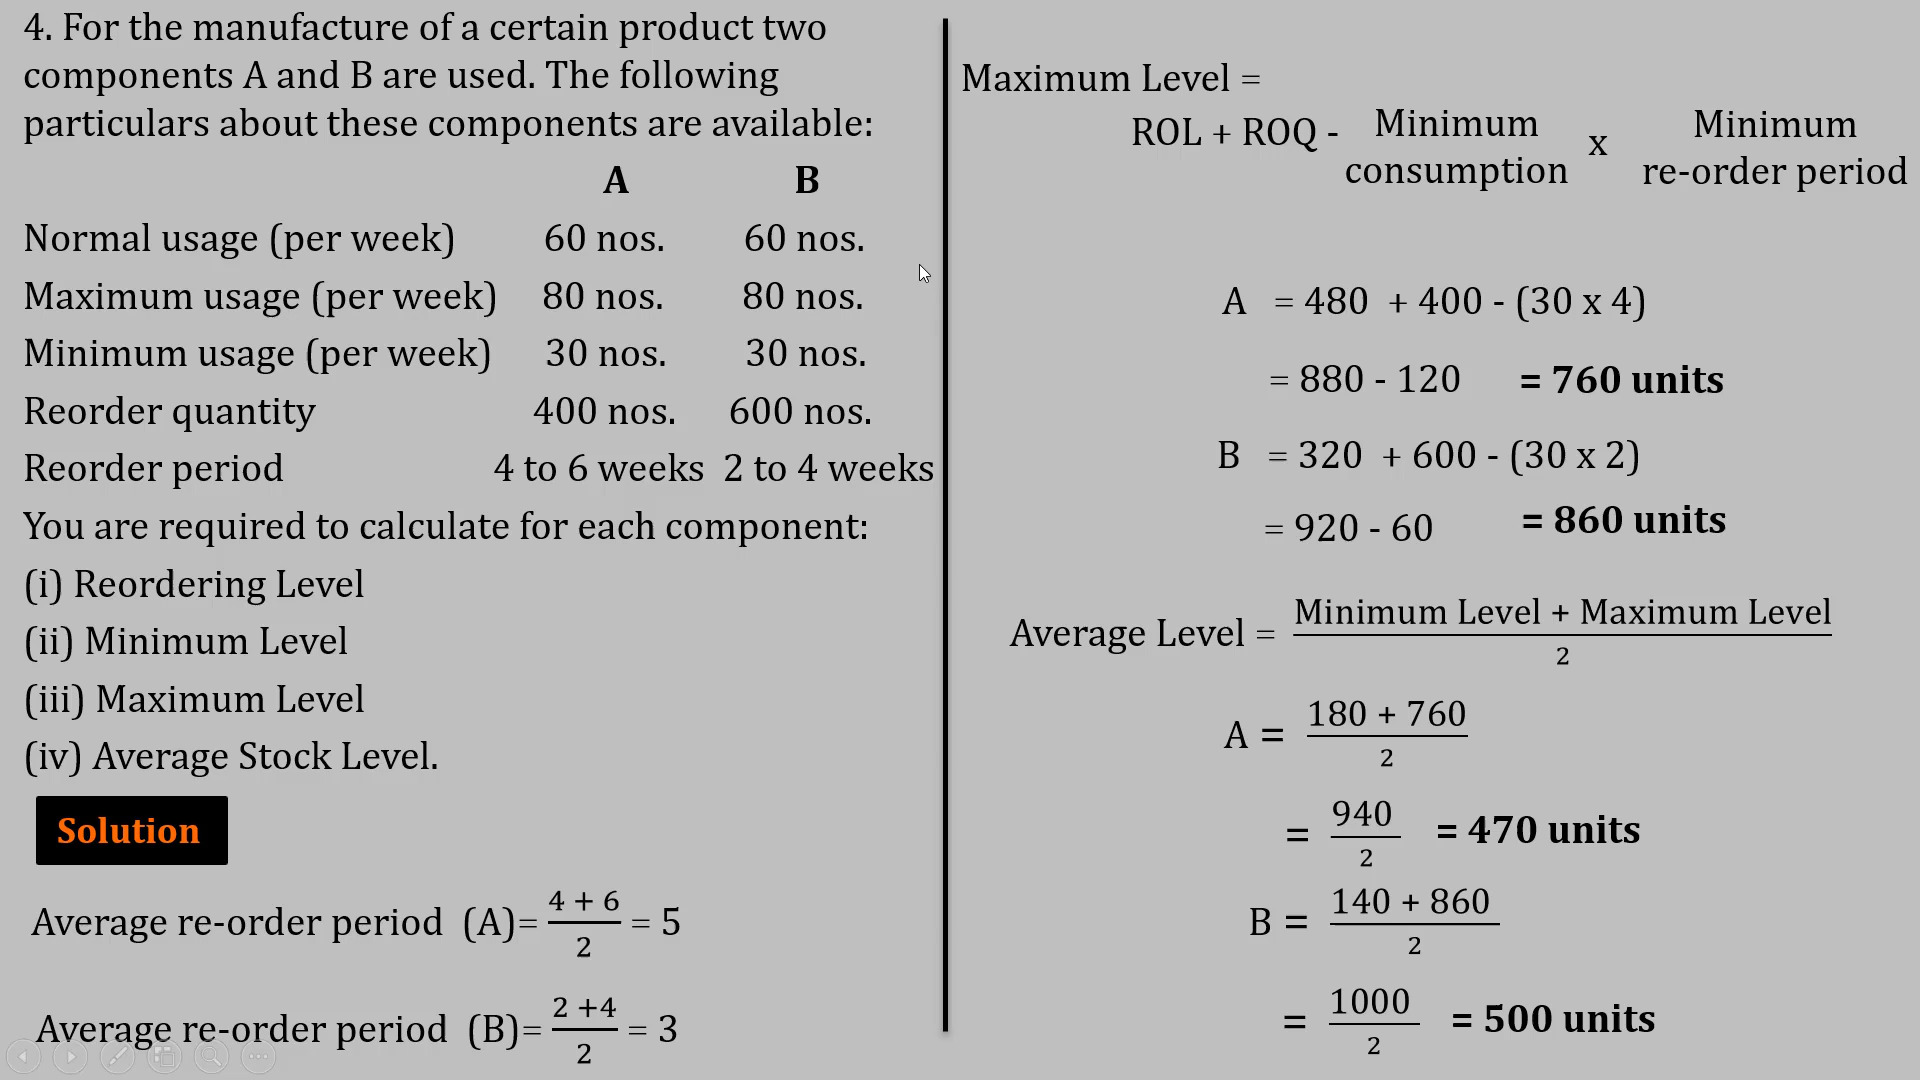 4. For the manufacture of a certain product two
components A and B are used. The following
particulars about these components are available:
A B
Normal usage (per week) 60 nos. 60 nos.
Maximum usage (per week) 80 nos. 80 nos.
Minimum usage (per week) 30 nos. 30 nos.
Reorder quantity 400 nos. 600 nos.
Reorder period 4 to 6 weeks 2 to 4 weeks
You are required to calculate for each component:
(i) Reordering Level
(ii) Minimum Level
(iii) Maximum Level
(iv) Average Stock Level.
Solution
Average re-order period (A)= 4 + 6 / 2 = 5
Average re-order period (B)= 2 +4 / 2 = 3
Maximum Level =
ROL + ROQ - Minimum consumption x Minimum re-order period
A = 480 + 400 - (30 x 4)
= 880 - 120 = 760 units
B = 320 + 600 - (30 x 2)
= 920 - 60 = 860 units
Average Level = Minimum Level + Maximum Level / 2
A = 180 + 760 / 2
= 940 / 2 = 470 units
B = 140 + 860 / 2
= 1000 / 2 = 500 units